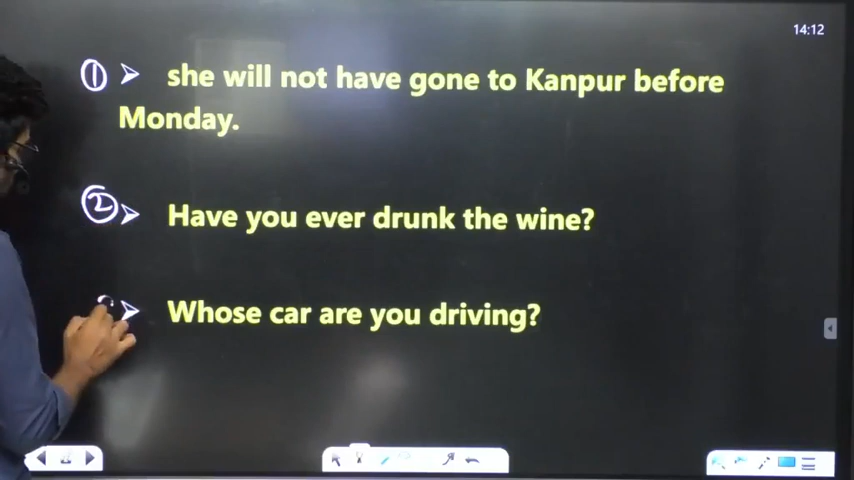 14:12
① ➢ she will not have gone to Kanpur before
Monday.
② ➢ Have you ever drunk the wine?
➢ Whose car are you driving?